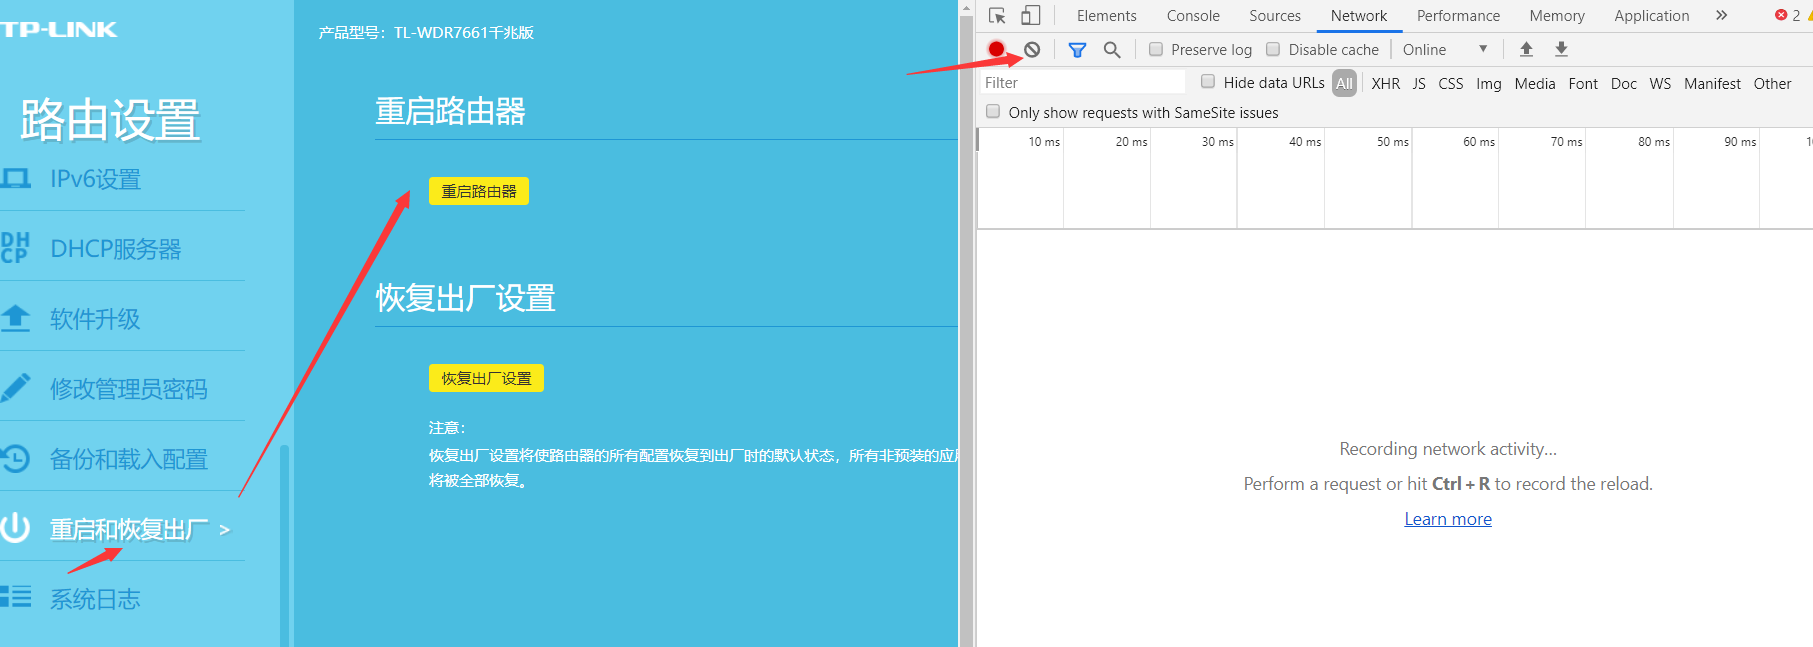 TP-LINK
产品型号：TL-WDR7661千兆版
路由设置
IPv6设置
DHCP
DHCP服务器
软件升级
修改管理员密码
备份和载入配置
重启和恢复出厂 >
系统日志
重启路由器
重启路由器
恢复出厂设置
恢复出厂设置
注意：
恢复出厂设置将使路由器的所有配置恢复到出厂时的默认状态，所有非预装的应
将被全部恢复。
Elements Console Sources Network Performance Memory Application » 2
Preserve log Disable cache Online ▼
Filter Hide data URLs All XHR JS CSS Img Media Font Doc WS Manifest Other
Only show requests with SameSite issues
10 ms 20 ms 30 ms 40 ms 50 ms 60 ms 70 ms 80 ms 90 ms
Recording network activity...
Perform a request or hit Ctrl + R to record the reload.
Learn more